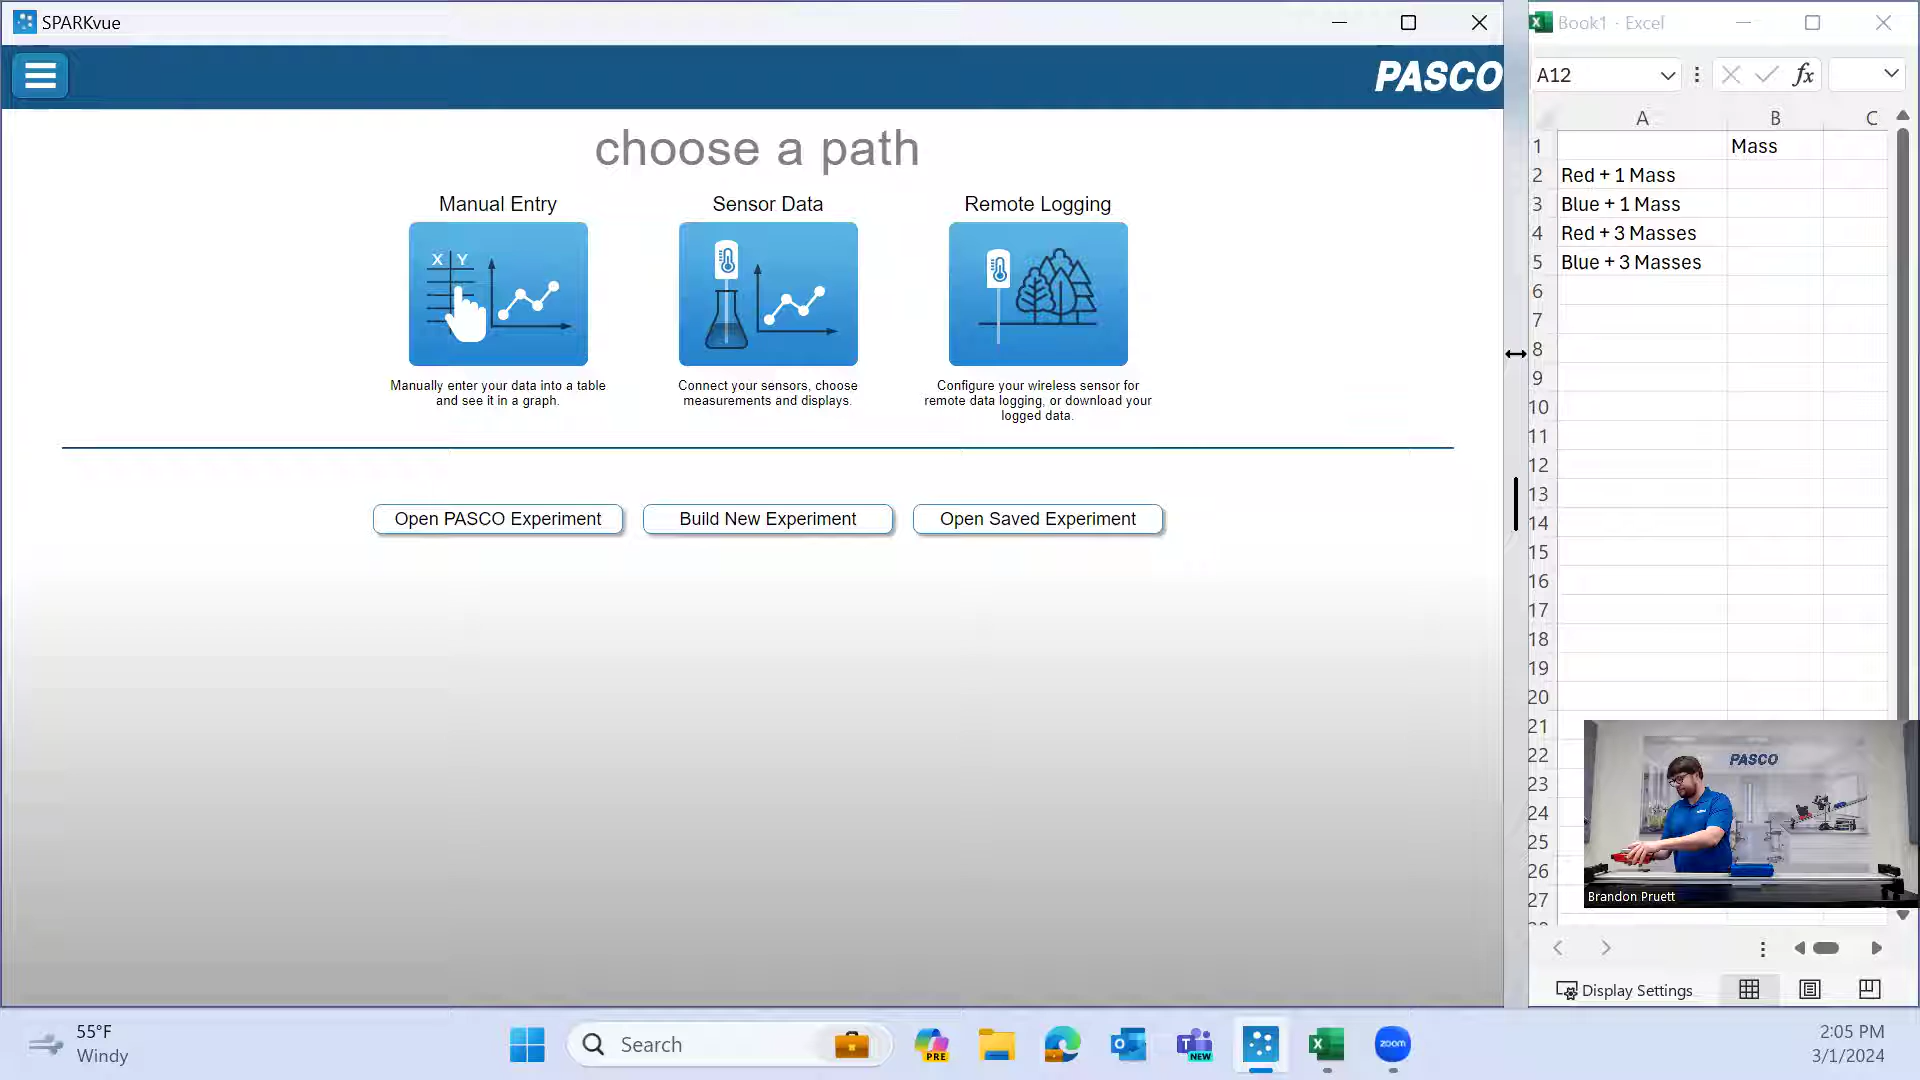 SPARKvue
PASCO
choose a path
Manual Entry
Sensor Data
Remote Logging
X Y
Manually enter your data into a table
and see it in a graph.
Connect your sensors, choose
measurements and displays.
Configure your wireless sensor for
remote data logging, or download your
logged data.
Open PASCO Experiment
Build New Experiment
Open Saved Experiment
Book1 - Excel
A12
fx
A B C
1 Mass
2 Red + 1 Mass
3 Blue + 1 Mass
4 Red + 3 Masses
5 Blue + 3 Masses
6
7
8
9
10
11
12
13
14
15
16
17
18
19
20
21
22
23
24
25
26
27
PASCO
Brandon Pruett
Display Settings
55°F
Windy
Search
PRE
O
T
NEW
X
zoom
2:05 PM
3/1/2024